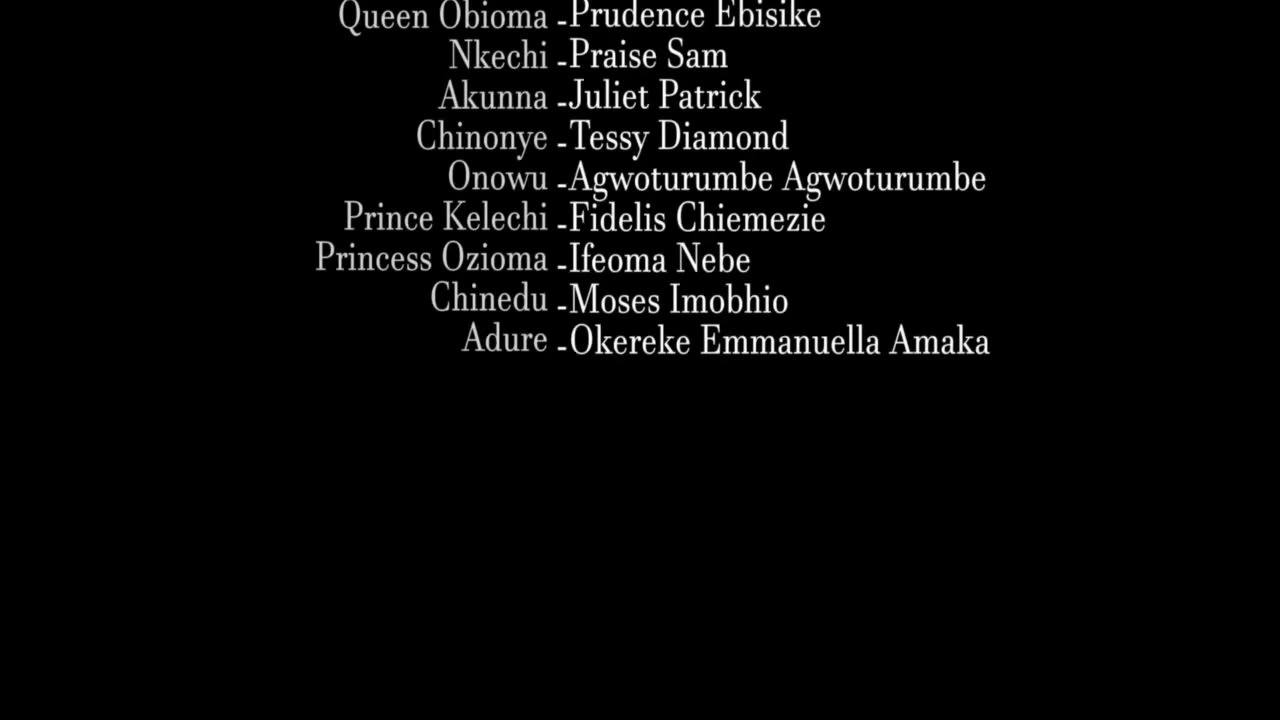 Queen Obioma -Prudence Ebisike
Nkechi -Praise Sam
Akunna -Juliet Patrick
Chinonye -Tessy Diamond
Onowu -Agwoturumbe Agwoturumbe
Prince Kelechi -Fidelis Chiemezie
Princess Ozioma -Ifeoma Nebe
Chinedu -Moses Imobhio
Adure -Okereke Emmanuella Amaka